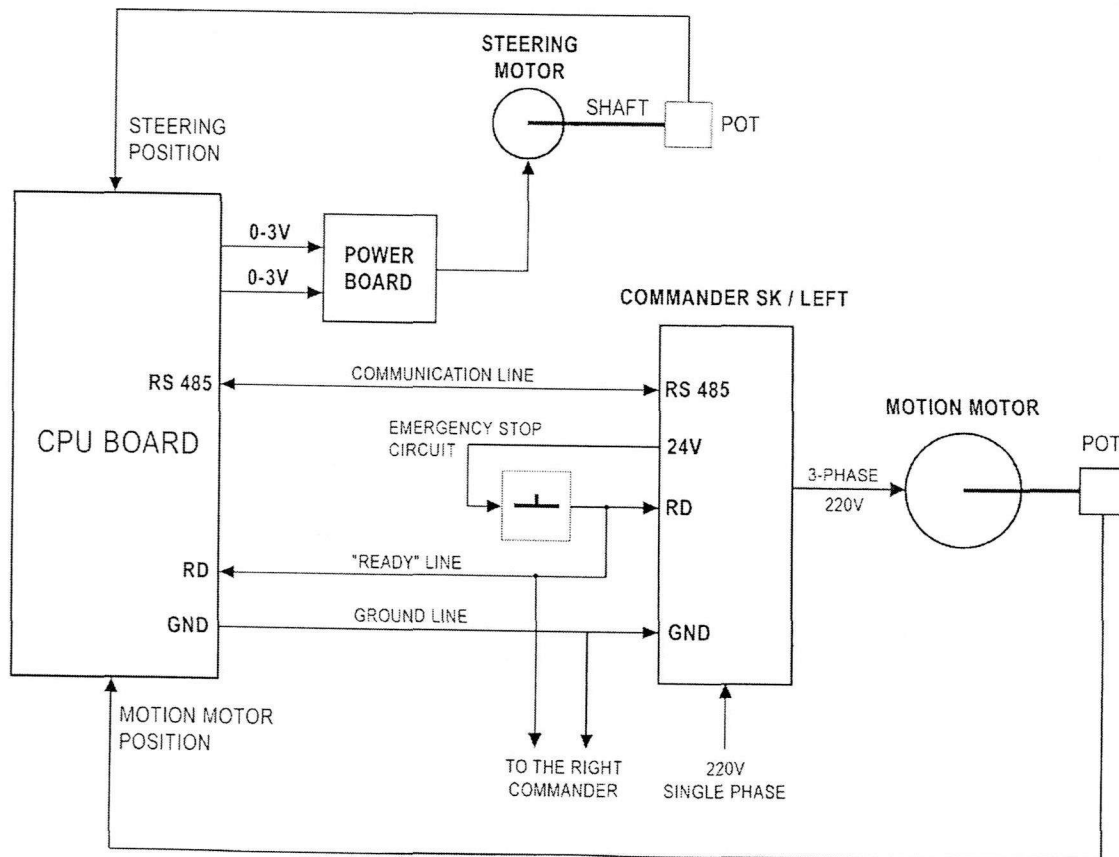 STEERING
MOTOR
SHAFT
POT
STEERING
POSITION
0-3V
0-3V
POWER
BOARD
COMMANDER SK / LEFT
RS 485
COMMUNICATION LINE
RS 485
MOTION MOTOR
CPU BOARD
EMERGENCY STOP
CIRCUIT
24V
POT
3-PHASE
220V
RD
RD
"READY" LINE
GND
GROUND LINE
GND
MOTION MOTOR
POSITION
TO THE RIGHT
COMMANDER
220V
SINGLE PHASE